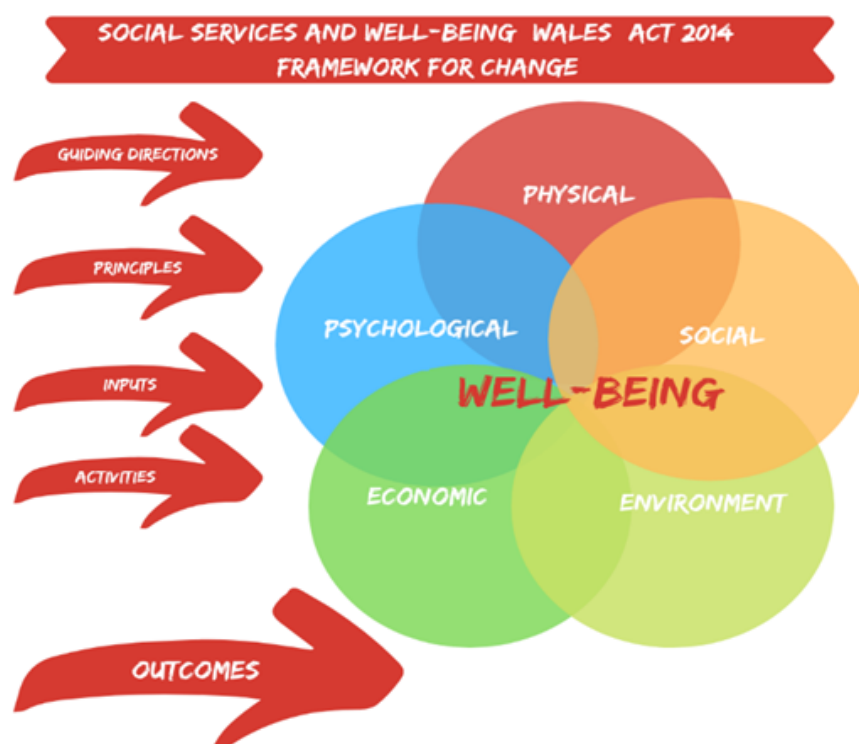 SOCIAL SERVICES AND WELL-BEING WALES ACT 2014
FRAMEWORK FOR CHANGE
GUIDING DIRECTIONS
PRINCIPLES
INPUTS
ACTIVITIES
OUTCOMES
PHYSICAL
PSYCHOLOGICAL
SOCIAL
WELL-BEING
ECONOMIC
ENVIRONMENT